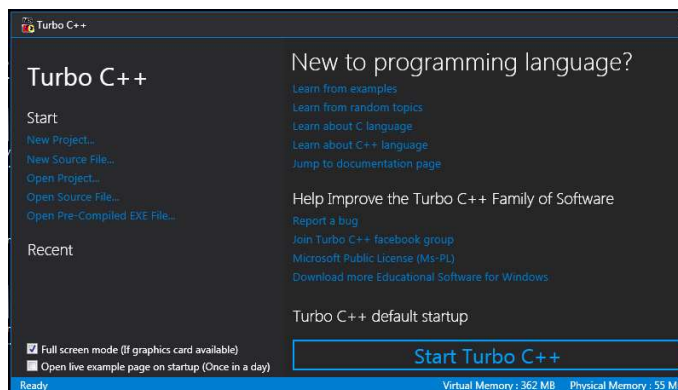 Turbo C++
Turbo C++
Start
New Project...
New Source File...
Open Project...
Open Source File...
Open Pre-Compiled EXE File...
Recent
Full screen mode (If graphics card available)
Open live example page on startup (Once in a day)
New to programming language?
Learn from examples
Learn from random topics
Learn about C language
Learn about C++ language
Jump to documentation page
Help Improve the Turbo C++ Family of Software
Report a bug
Join Turbo C++ facebook group
Microsoft Public License (Ms-PL)
Download more Educational Software for Windows
Turbo C++ default startup
Start Turbo C++
Ready
Virtual Memory : 362 MB Physical Memory : 55 M